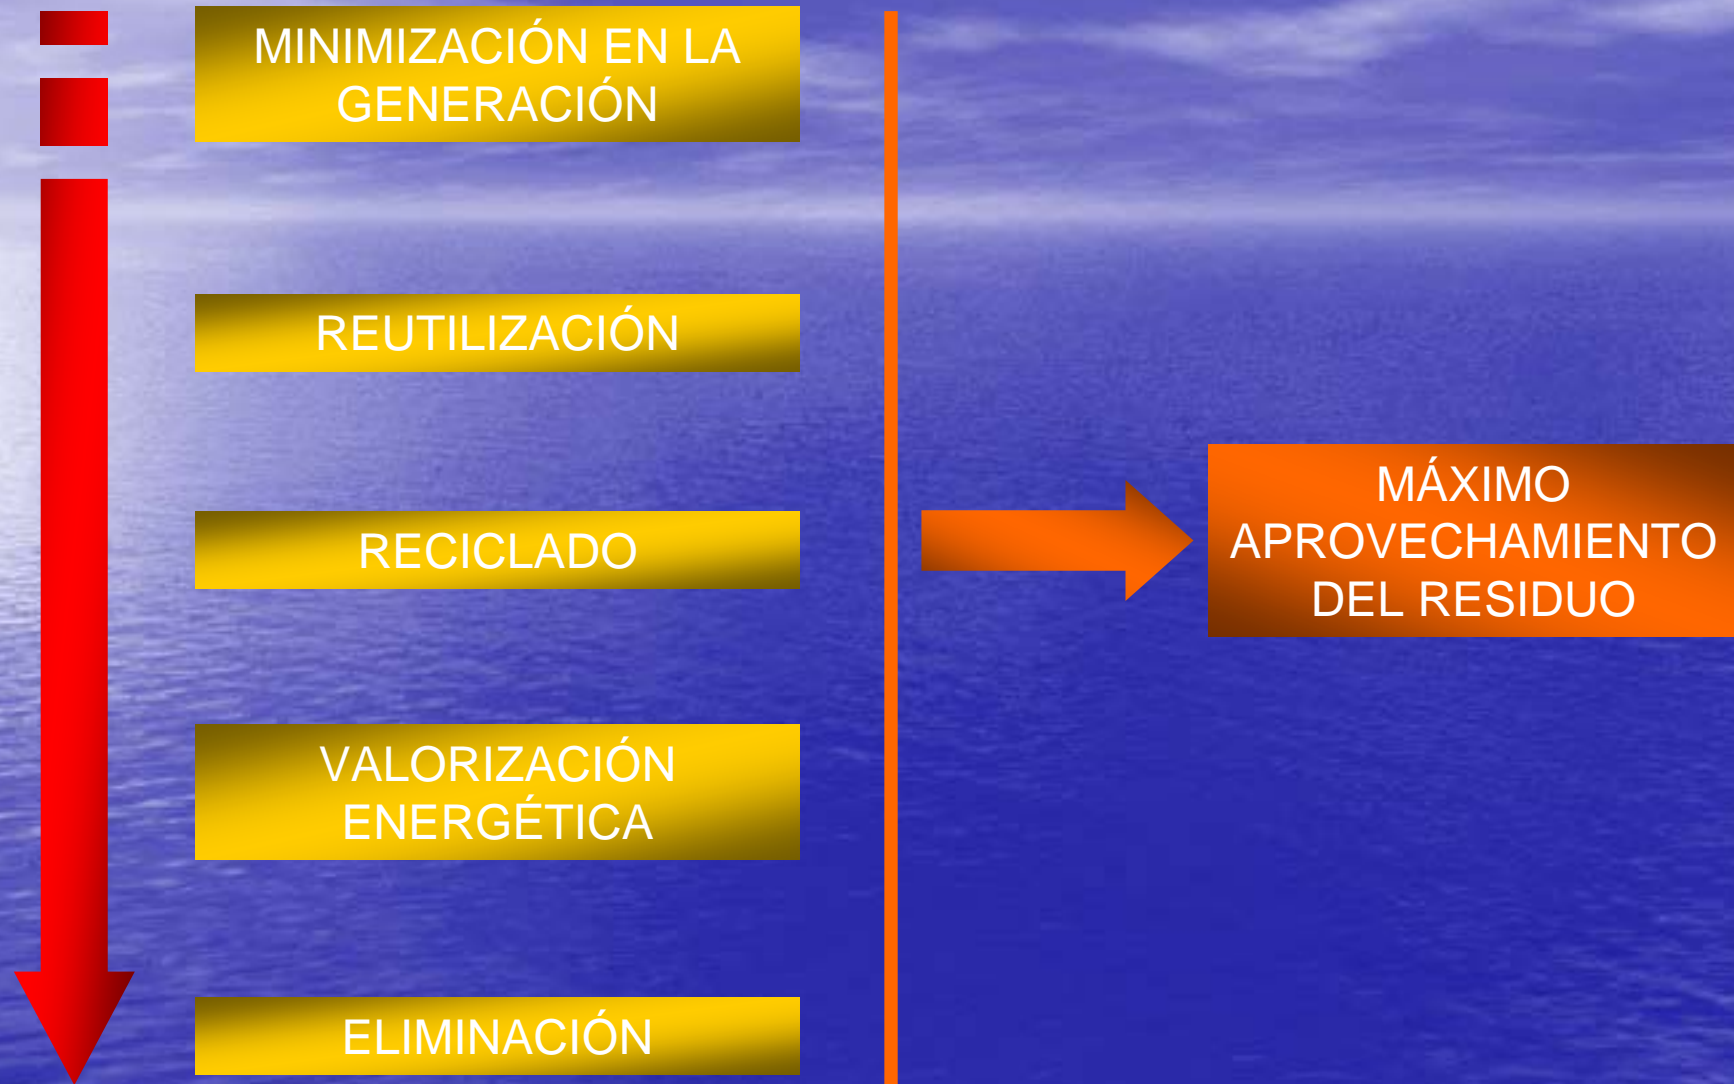 MINIMIZACIÓN EN LA
GENERACIÓN
REUTILIZACIÓN
RECICLADO
VALORIZACIÓN
ENERGÉTICA
ELIMINACIÓN
MÁXIMO
APROVECHAMIENTO
DEL RESIDUO